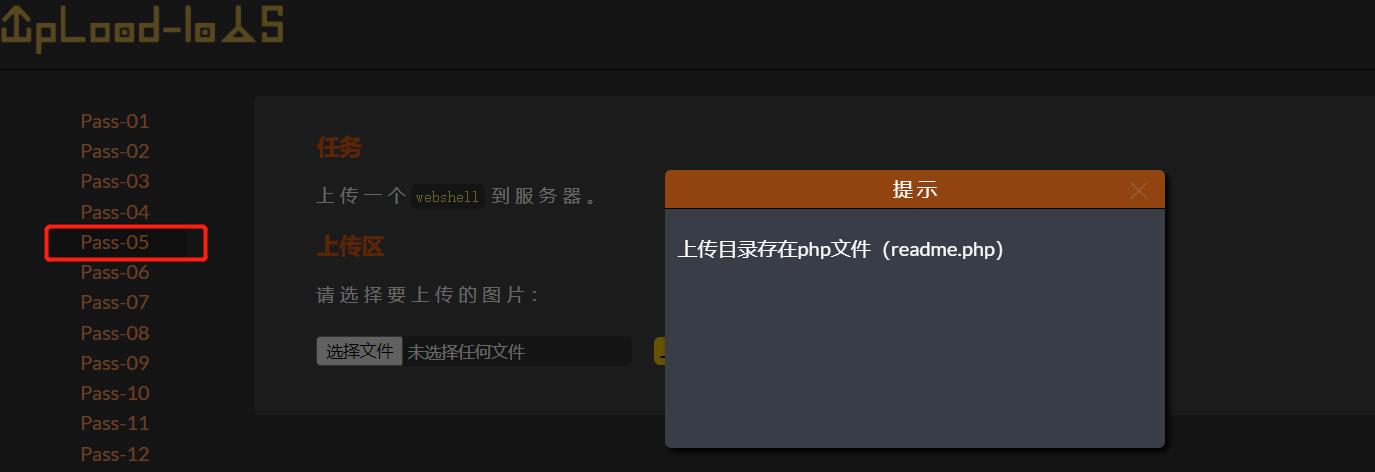 UpLoad-labs
Pass-01
Pass-02
Pass-03
Pass-04
Pass-05
Pass-06
Pass-07
Pass-08
Pass-09
Pass-10
Pass-11
Pass-12
任务
上传一个 webshell 到服务器。
上传区
请选择要上传的图片：
选择文件 未选择任何文件
提示
上传目录存在php文件（readme.php）